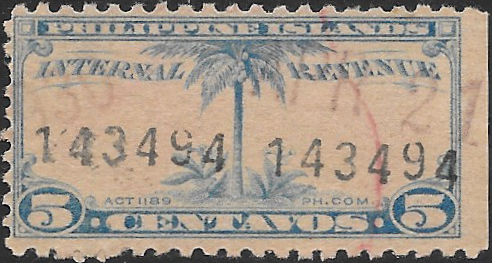 PHILIPPINE ISLANDS
INTERNAL REVENUE
143494 143494
ACT 1189 PH. COM.
5 CENTAVOS 5